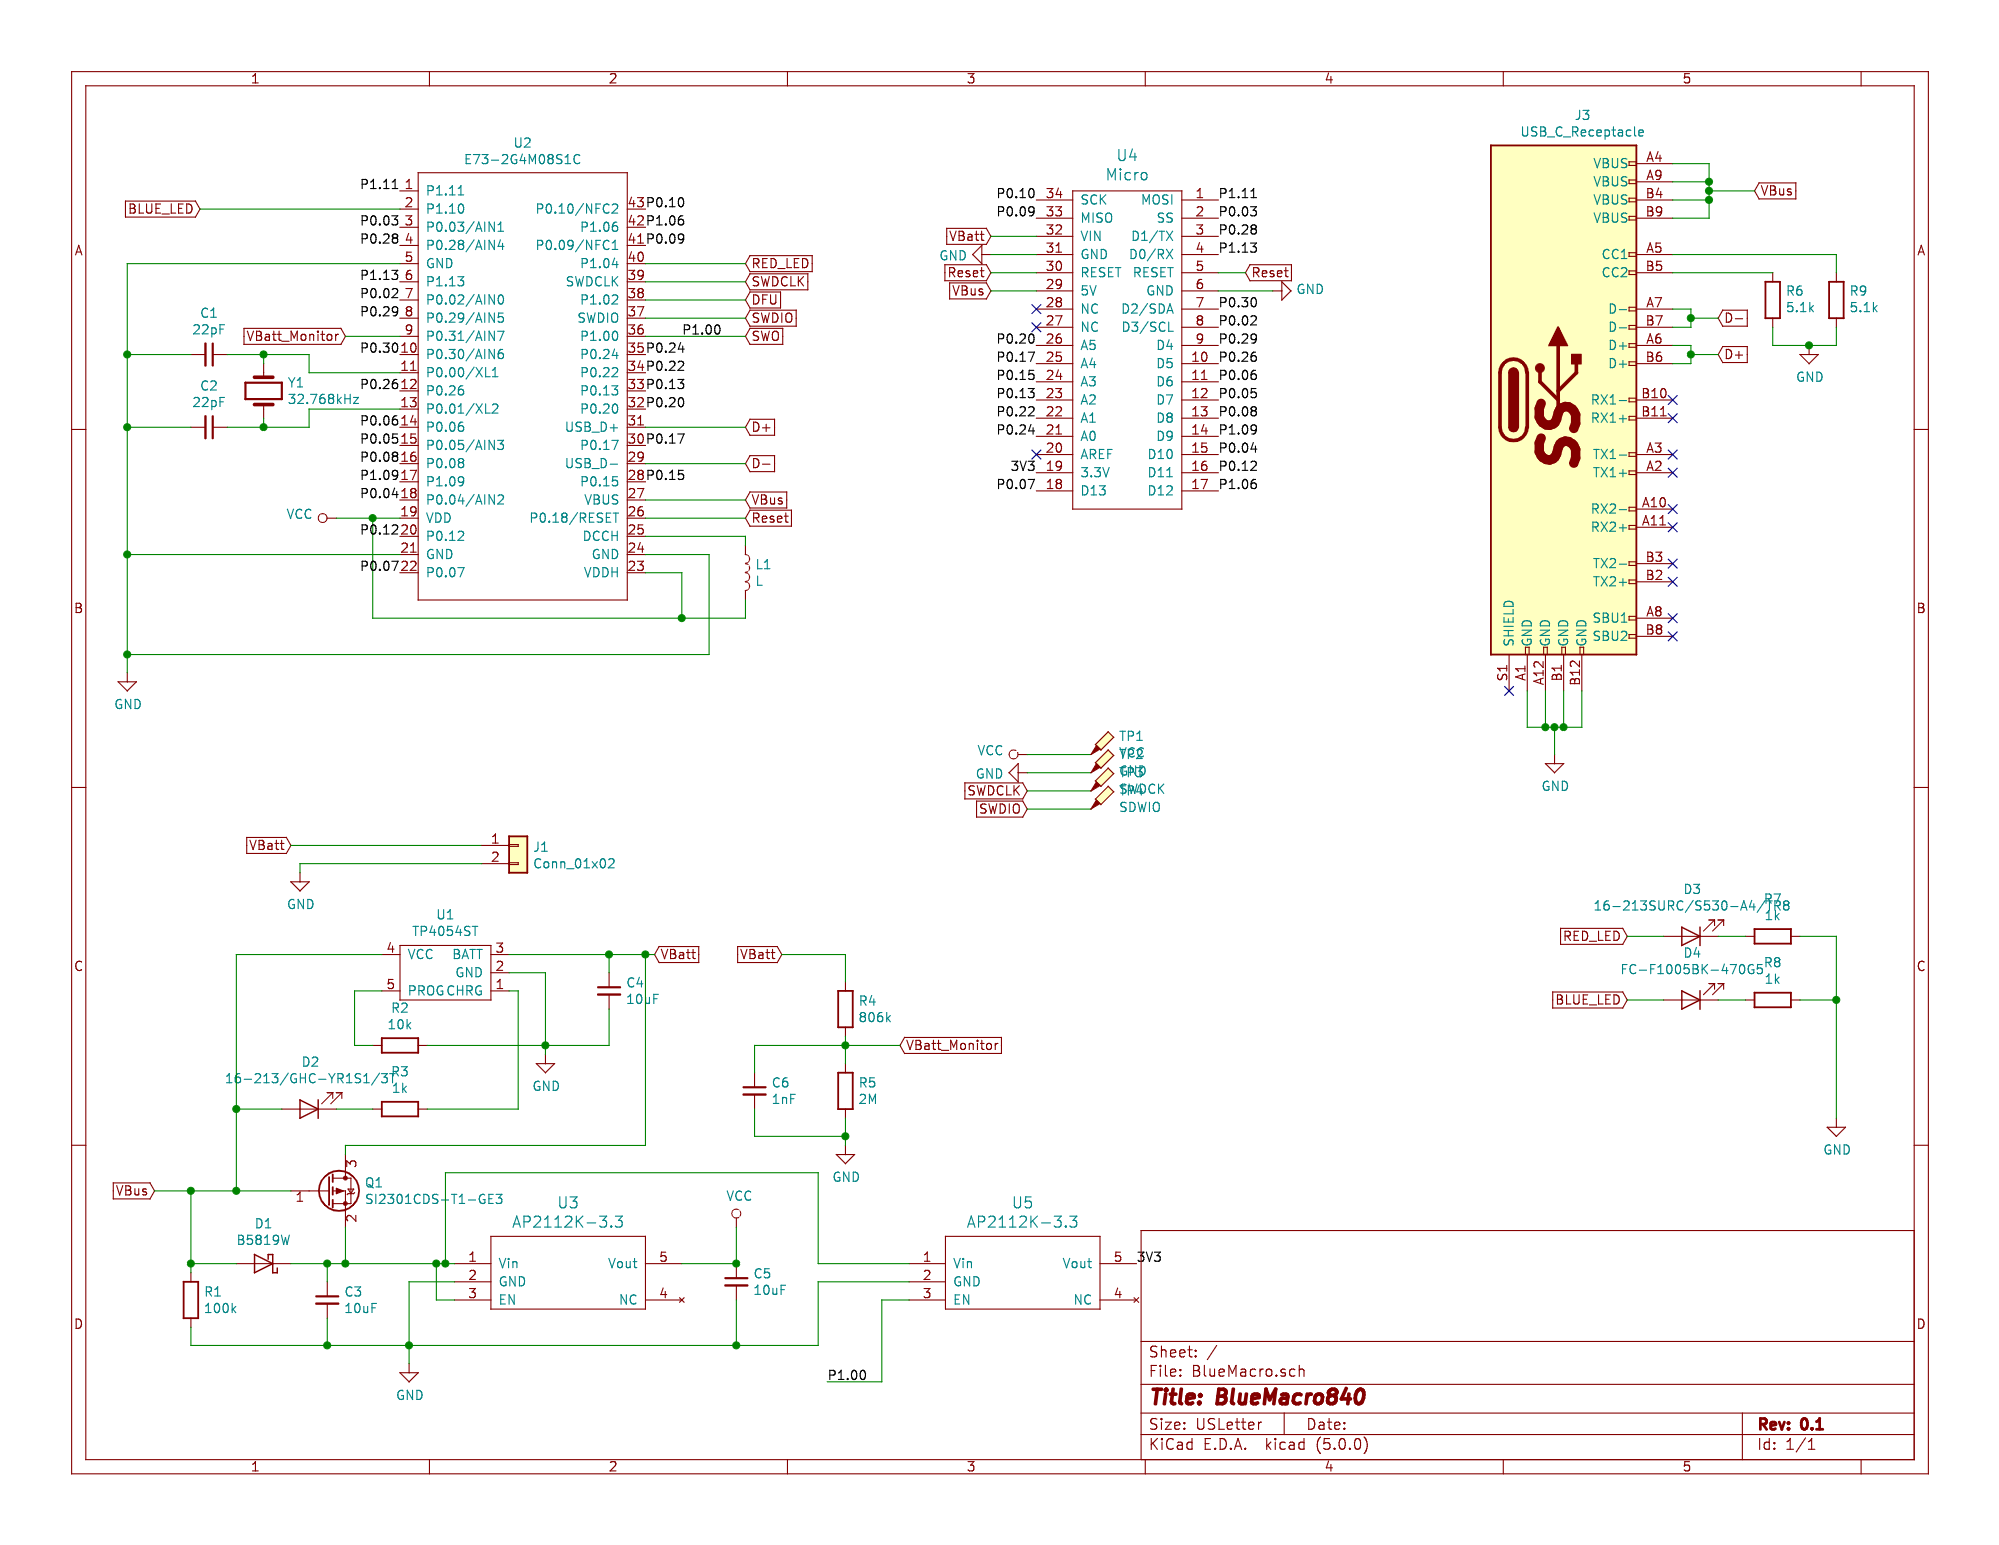 1 2 3 4 5
A
B
C
D
A
B
C
D
U2
E73-2G4M08S1C
P1.11 1 P1.11
BLUE_LED 2 P1.10
P0.03 3 P0.03/AIN1
P0.28 4 P0.28/AIN4
5 GND
P1.13 6 P1.13
P0.02 7 P0.02/AIN0
P0.29 8 P0.29/AIN5
VBatt_Monitor 9 P0.31/AIN7
P0.30 10 P0.30/AIN6
11 P0.00/XL1
P0.26 12 P0.26
13 P0.01/XL2
P0.06 14 P0.06
P0.05 15 P0.05/AIN3
P0.08 16 P0.08
P1.09 17 P1.09
P0.04 18 P0.04/AIN2
VCC 19 VDD
P0.12 20 P0.12
21 GND
P0.07 22 P0.07
P0.10/NFC2 43 P0.10
P1.06 42 P1.06
P0.09/NFC1 41 P0.09
P1.04 40 RED_LED
SWDCLK 39 SWDCLK
P1.02 38 DFU
SWDIO 37 SWDIO
P1.00 36 P1.00 SWO
P0.24 35 P0.24
P0.22 34 P0.22
P0.13 33 P0.13
P0.20 32 P0.20
USB_D+ 31 D+
P0.17 30 P0.17
USB_D- 29 D-
P0.15 28 P0.15
VBUS 27 VBus
P0.18/RESET 26 Reset
DCCH 25
GND 24
VDDH 23
L1
L
C1
22pF
C2
22pF
Y1
32.768kHz
GND
U4
Micro
P0.10 34 SCK
P0.09 33 MISO
VBatt 32 VIN
GND 31 GND
Reset 30 RESET
VBus 29 5V
28 NC
27 NC
P0.20 26 A5
P0.17 25 A4
P0.15 24 A3
P0.13 23 A2
P0.22 22 A1
P0.24 21 A0
20 AREF
3V3 19 3.3V
P0.07 18 D13
MOSI 1 P1.11
SS 2 P0.03
D1/TX 3 P0.28
D0/RX 4 P1.13
RESET 5 Reset
GND 6 GND
D2/SDA 7 P0.30
D3/SCL 8 P0.02
D4 9 P0.29
D5 10 P0.26
D6 11 P0.06
D7 12 P0.05
D8 13 P0.08
D9 14 P1.09
D10 15 P0.04
D11 16 P0.12
D12 17 P1.06
J3
USB_C_Receptacle
VBUS A4
VBUS A9
VBus
VBUS B4
VBUS B9
CC1 A5
CC2 B5
R6
5.1k
R9
5.1k
D- A7
D-
D- B7
D+ A6
D+
D+ B6
GND
RX1- B10
RX1+ B11
TX1- A3
TX1+ A2
RX2- A10
RX2+ A11
TX2- B3
TX2+ B2
SBU1 A8
SBU2 B8
SS
SHIELD GND GND GND GND
S1 A1 A12 B1 B12
GND
VCC TP1
VCC
GND TP2
GND
SWDCLK TP3
SWDCK
SWDIO TP4
SDWIO
VBatt 1 J1
2 Conn_01x02
GND
U1
TP4054ST
4 VCC BATT 3 VBatt
GND 2
5 PROG CHRG 1
R2
10k
C4
10uF
D2
16-213/GHC-YR1S1/3T
R3
1k
GND
VBatt
R4
806k
VBatt_Monitor
C6
1nF
R5
2M
GND
D3
16-213SURC/S530-A4/TR8
R7
1k
RED_LED
D4
FC-F1005BK-470G5
R8
1k
BLUE_LED
GND
VBus
1 3 2
Q1
SI2301CDS-T1-GE3
D1
B5819W
R1
100k
C3
10uF
GND
U3
AP2112K-3.3
1 Vin Vout 5
2 GND
3 EN NC 4
VCC
C5
10uF
U5
AP2112K-3.3
1 Vin Vout 5 3V3
2 GND
3 EN NC 4
P1.00
Sheet: /
File: BlueMacro.sch
Title: BlueMacro840
Size: USLetter Date: Rev: 0.1
KiCad E.D.A. kicad (5.0.0) Id: 1/1
1 2 3 4 5